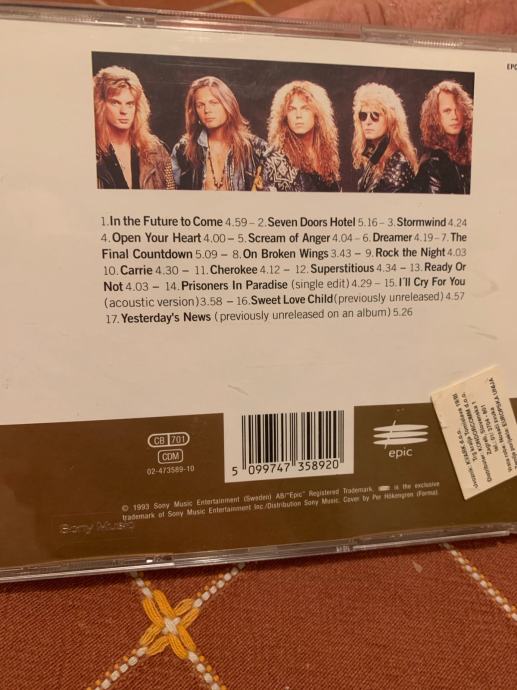 EPC
1.In the Future to Come 4.59 – 2.Seven Doors Hotel 5.16 – 3.Stormwind 4.24
4.Open Your Heart 4.00 – 5.Scream of Anger 4.04 – 6.Dreamer 4.19 – 7.The
Final Countdown 5.09 – 8.On Broken Wings 3.43 – 9.Rock the Night 4.03
10.Carrie 4.30 – 11.Cherokee 4.12 – 12.Superstitious 4.34 – 13.Ready Or
Not 4.03 – 14.Prisoners In Paradise (single edit) 4.29 – 15.I'll Cry For You
(acoustic version) 3.58 – 16.Sweet Love Child (previously unreleased) 4.57
17.Yesterday's News (previously unreleased on an album) 5.26
CB 701
CDM
02-473589-10
5 099747 358920
epic
© 1993 Sony Music Entertainment (Sweden) AB/"Epic" Registered Trademark, is the exclusive
trademark of Sony Music Entertainment Inc./Distribution Sony Music. Cover by Per Hökengren (Forma).
Sony Music